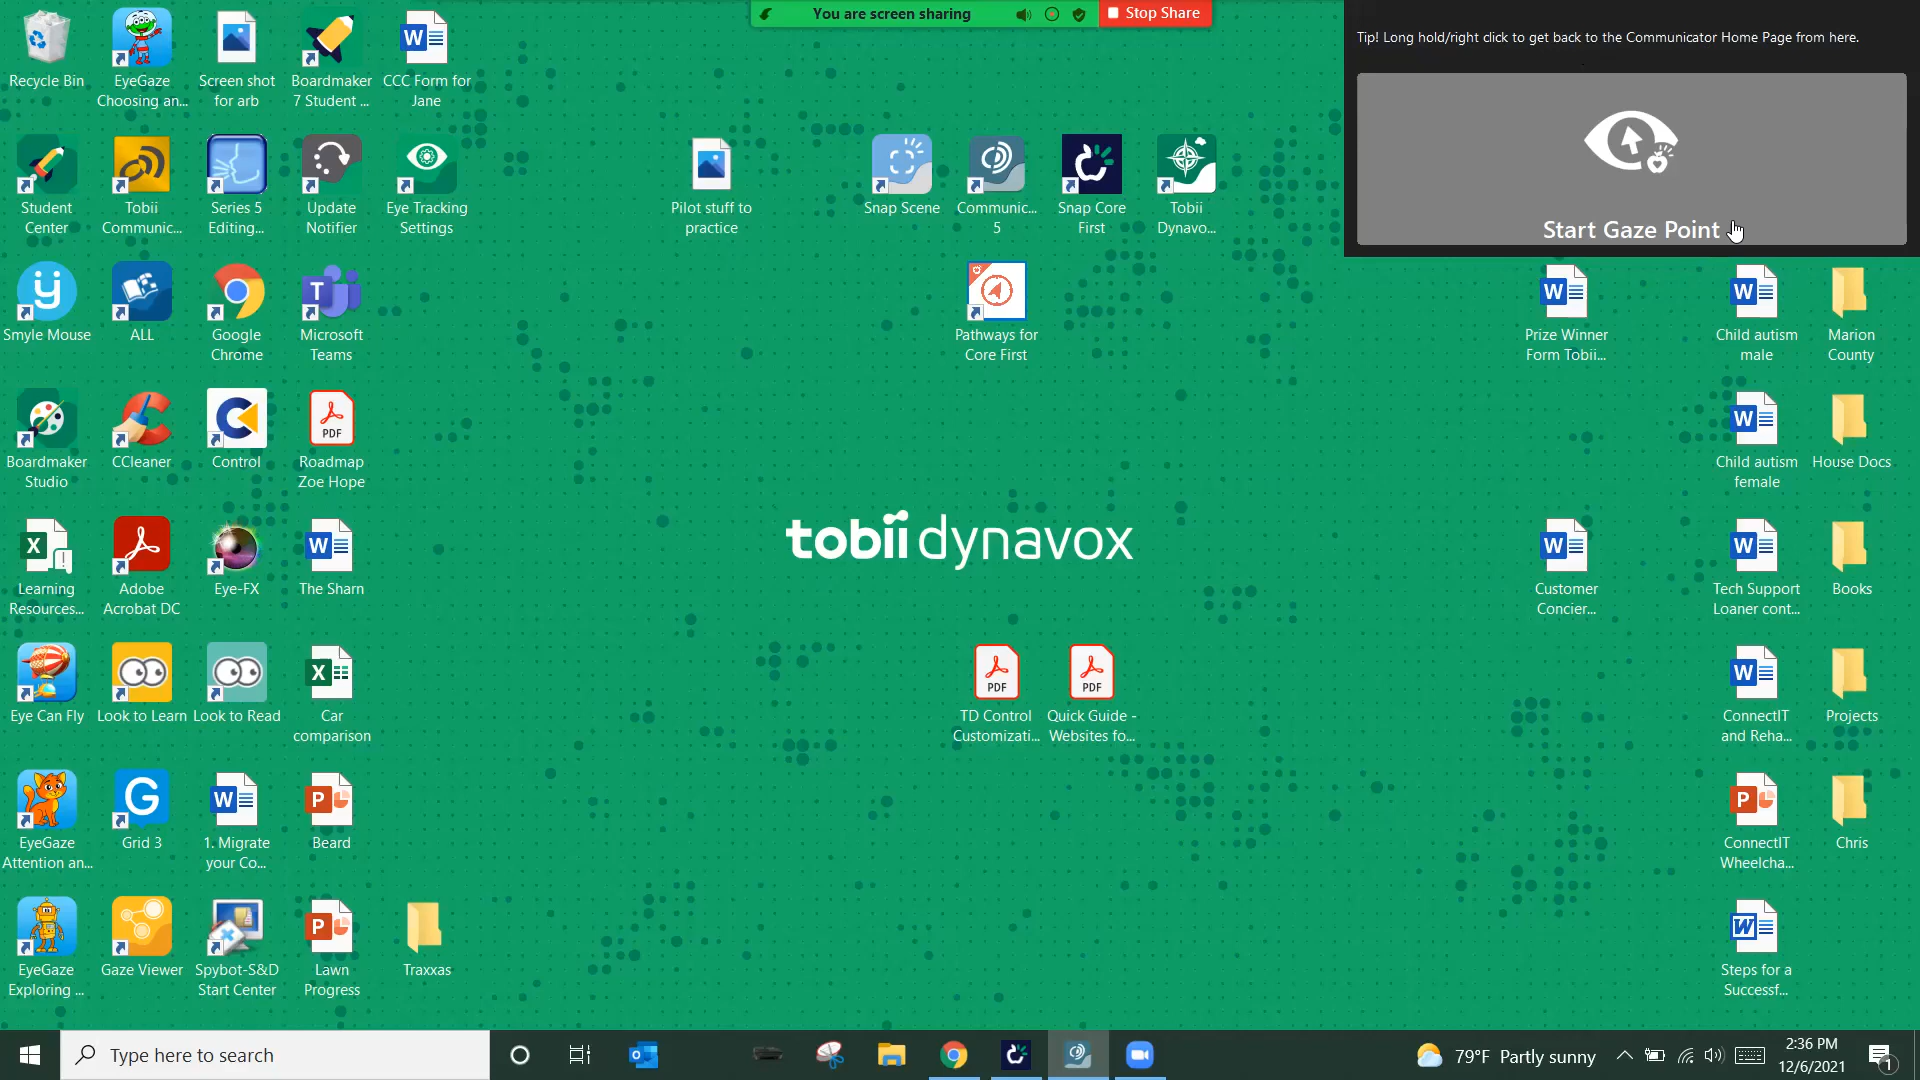 You are screen sharing
Stop Share
Tip! Long hold/right click to get back to the Communicator Home Page from here.
Start Gaze Point
Recycle Bin
EyeGaze
Choosing an...
Screen shot
for arb
Boardmaker
7 Student ...
CCC Form for
Jane
Student
Center
Tobii
Communic...
Series 5
Editing...
Update
Notifier
Eye Tracking
Settings
Pilot stuff to
practice
Snap Scene
Communic...
5
Snap Core
First
Tobii
Dynavo...
Smyle Mouse
ALL
Google
Chrome
Microsoft
Teams
Pathways for
Core First
Prize Winner
Form Tobii...
Child autism
male
Marion
County
Boardmaker
Studio
CCleaner
Control
PDF
Roadmap
Zoe Hope
Child autism
female
House Docs
tobii dynavox
Learning
Resources...
Adobe
Acrobat DC
Eye-FX
The Sharn
Customer
Concier...
Tech Support
Loaner cont...
Books
Eye Can Fly
Look to Learn
Look to Read
Car
comparison
PDF
TD Control
Customizati...
PDF
Quick Guide -
Websites fo...
ConnectIT
and Reha...
Projects
EyeGaze
Attention an...
Grid 3
1. Migrate
your Co...
Beard
ConnectIT
Wheelcha...
Chris
EyeGaze
Exploring ...
Gaze Viewer
Spybot-S&D
Start Center
Lawn
Progress
Traxxas
Steps for a
Successf...
Type here to search
79°F Partly sunny
2:36 PM
12/6/2021
1